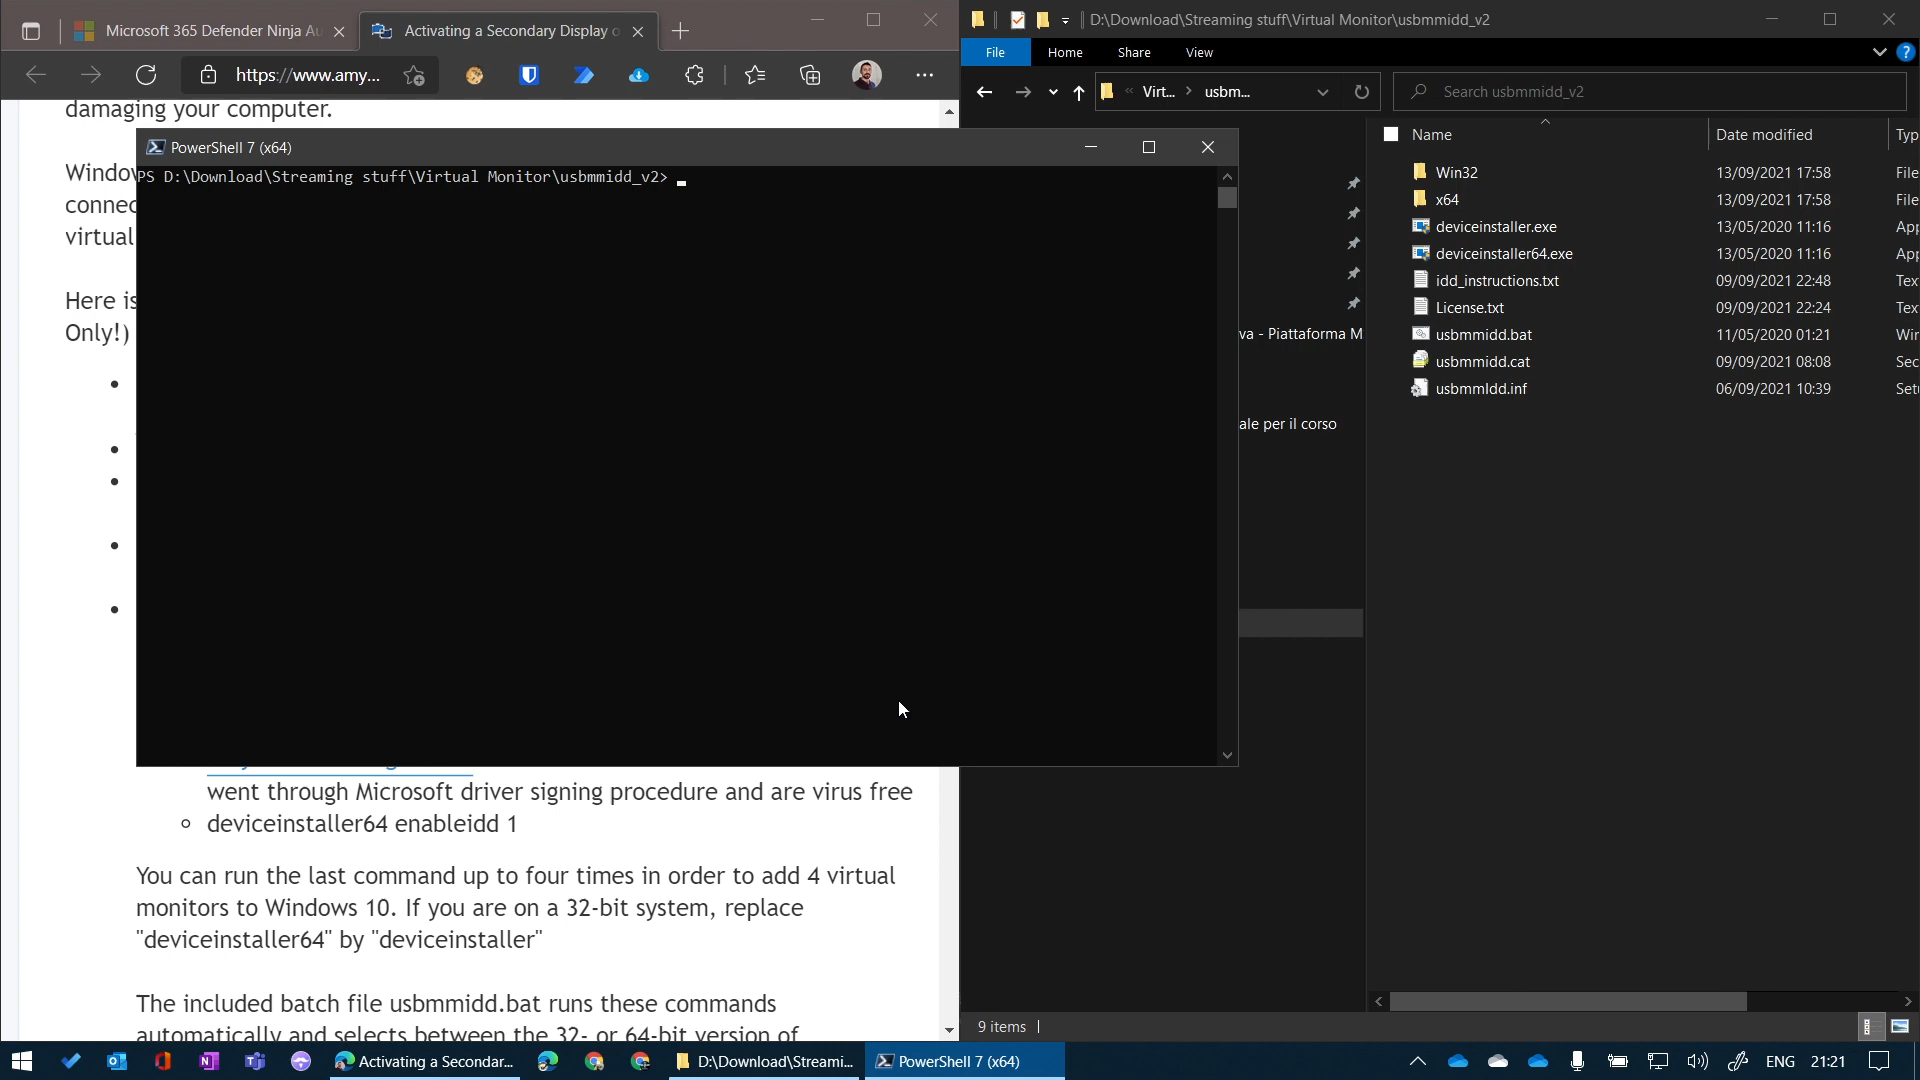 Microsoft 365 Defender Ninja
Activating a Secondary Display
https://www.amy...
damaging your computer.
Here is
Only!)
virtual
went through Microsoft driver signing procedure and are virus free
deviceinstaller64 enableidd 1
You can run the last command up to four times in order to add 4 virtual
monitors to Windows 10. If you are on a 32-bit system, replace
"deviceinstaller64" by "deviceinstaller"
The included batch file usbmmidd.bat runs these commands
automatically and selects between the 32- or 64-bit version of
PowerShell 7 (x64)
PS D:\Download\Streaming stuff\Virtual Monitor\usbmmidd_v2>
D:\Download\Streaming stuff\Virtual Monitor\usbmmidd_v2
File Home Share View
Virt... usbm...
Search usbmmidd_v2
Name Date modified Typ
Win32 13/09/2021 17:58 File
x64 13/09/2021 17:58 File
deviceinstaller.exe 13/05/2020 11:16 App
deviceinstaller64.exe 13/05/2020 11:16 App
idd_instructions.txt 09/09/2021 22:48 Tex
License.txt 09/09/2021 22:24 Tex
usbmmidd.bat 11/05/2020 01:21 Win
usbmmidd.cat 09/09/2021 08:08 Sec
usbmmIdd.inf 06/09/2021 10:39 Set
va - Piattaforma M
ale per il corso
9 items
Activating a Secondar...
D:\Download\Streami...
PowerShell 7 (x64)
ENG 21:21